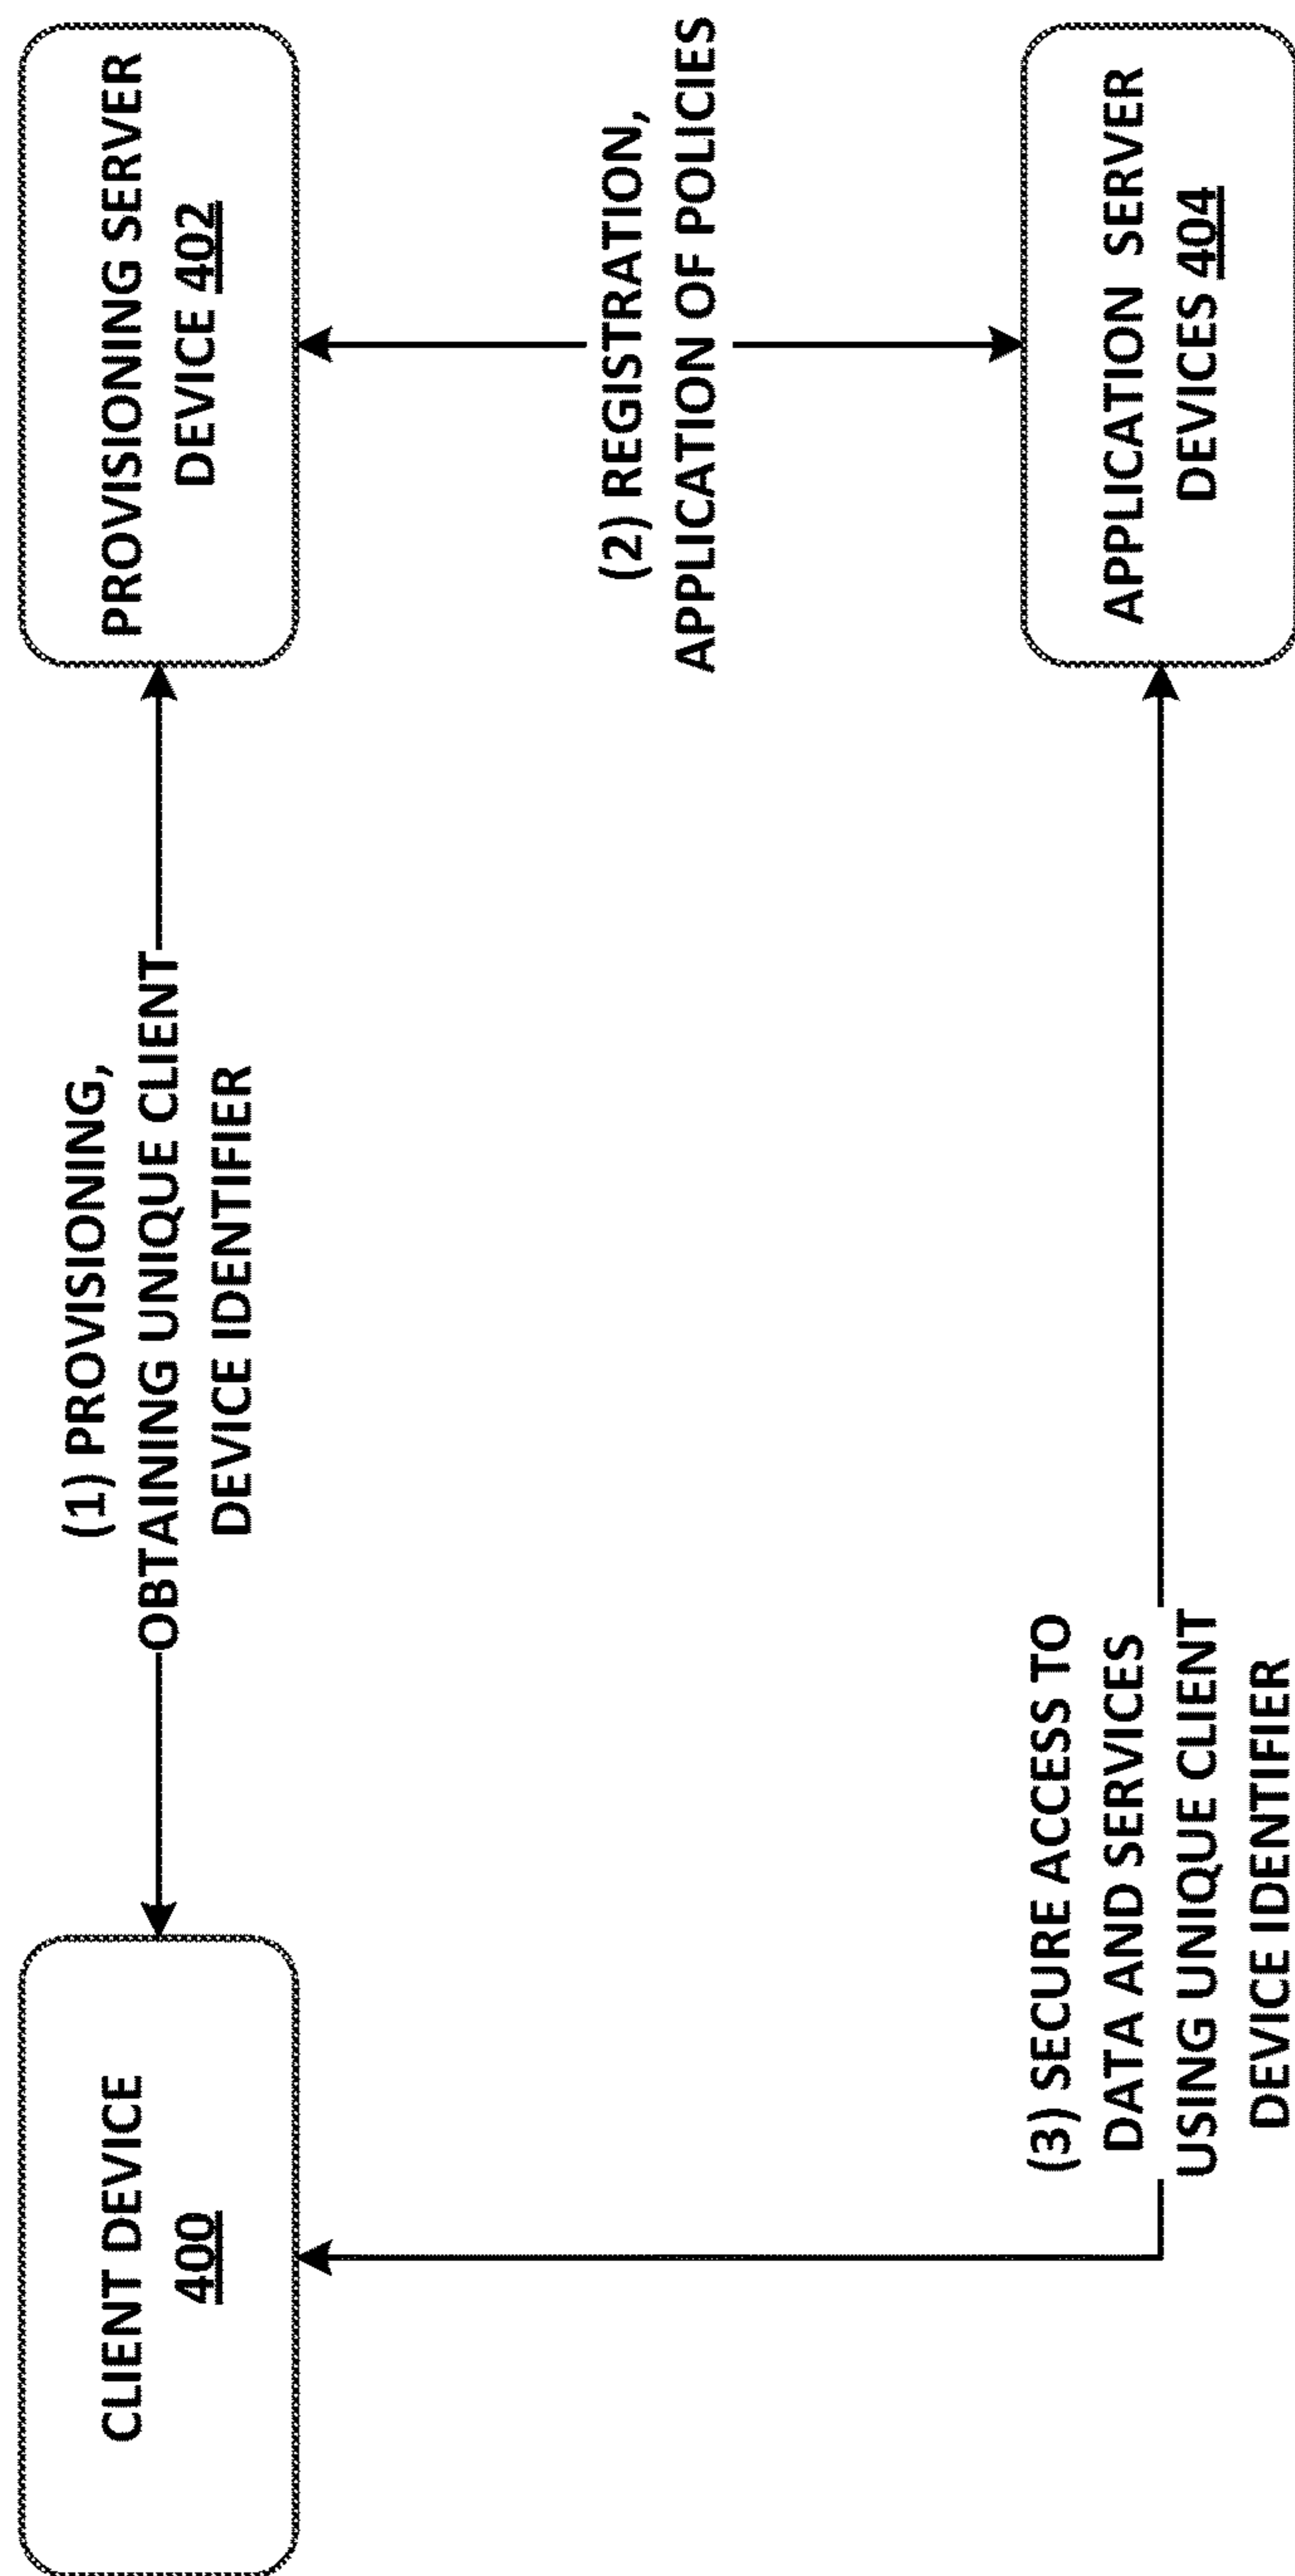 CLIENT DEVICE
400
(1) PROVISIONING,
OBTAINING UNIQUE CLIENT
DEVICE IDENTIFIER
PROVISIONING SERVER
DEVICE 402
(2) REGISTRATION,
APPLICATION OF POLICIES
(3) SECURE ACCESS TO
DATA AND SERVICES
USING UNIQUE CLIENT
DEVICE IDENTIFIER
APPLICATION SERVER
DEVICES 404